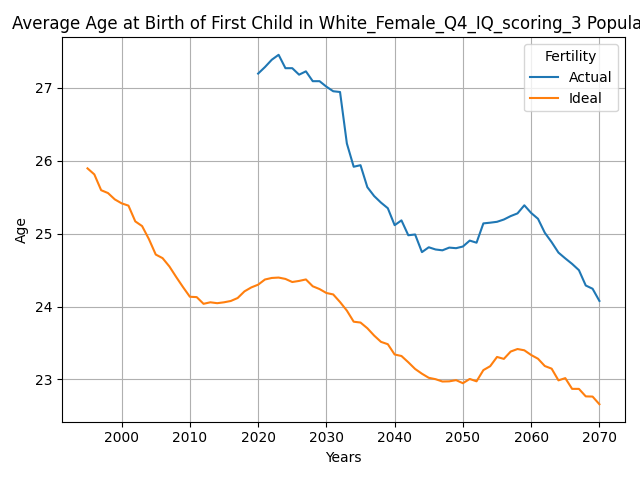 Average Age at Birth of First Child in White_Female_Q4_IQ_scoring_3 Popula
Fertility
Actual
Ideal
27
26
25
24
23
Age
2000
2010
2020
2030
2040
2050
2060
2070
Years